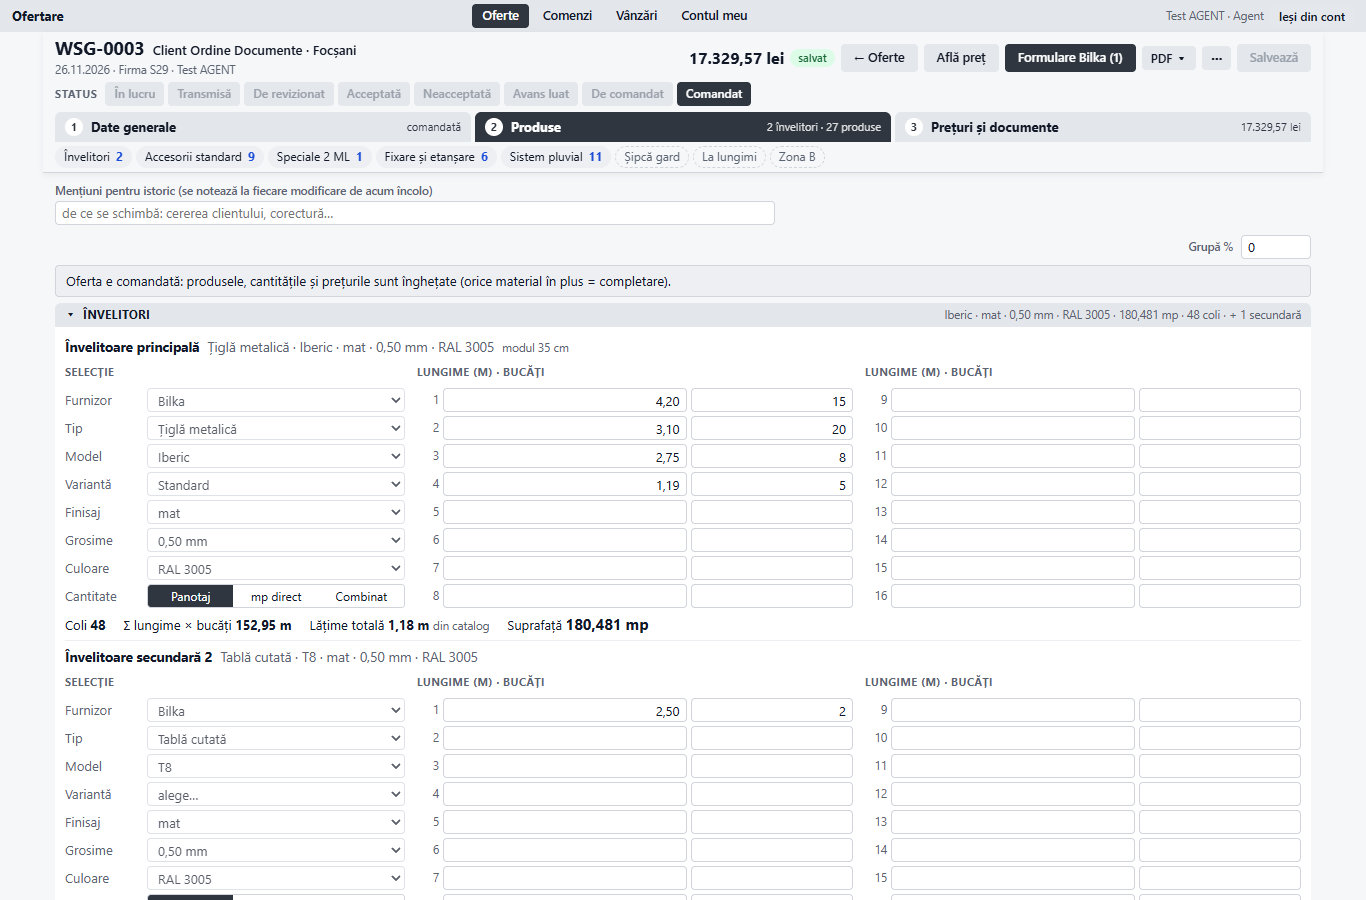 Ofertare Oferte Comenzi Vânzări Contul meu Test AGENT · Agent Ieși din cont
WSG-0003 Client Ordine Documente · Focșani
26.11.2026 · Firma S29 · Test AGENT
17.329,57 lei salvat ← Oferte Află preț Formulare Bilka (1) PDF ▾ ... Salvează
STATUS În lucru Transmisă De revizionat Acceptată Neacceptată Avans luat De comandat Comandat
1 Date generale comandată 2 Produse 2 învelitori · 27 produse 3 Prețuri și documente 17.329,57 lei
Învelitori 2 Accesorii standard 9 Speciale 2 ML 1 Fixare și etanșare 6 Sistem pluvial 11 Șipcă gard La lungimi Zona B
Mențiuni pentru istoric (se notează la fiecare modificare de acum încolo)
de ce se schimbă: cererea clientului, corectură...
Grupă % 0
Oferta e comandată: produsele, cantitățile și prețurile sunt înghețate (orice material în plus = completare).
▾ ÎNVELITORI Iberic · mat · 0,50 mm · RAL 3005 · 180,481 mp · 48 coli · + 1 secundară
Învelitoare principală Țiglă metalică · Iberic · mat · 0,50 mm · RAL 3005 modul 35 cm
SELECȚIE LUNGIME (M) · BUCĂȚI LUNGIME (M) · BUCĂȚI
Furnizor Bilka 1 4,20 15 9
Tip Țiglă metalică 2 3,10 20 10
Model Iberic 3 2,75 8 11
Variantă Standard 4 1,19 5 12
Finisaj mat 5 13
Grosime 0,50 mm 6 14
Culoare RAL 3005 7 15
Cantitate Panotaj mp direct Combinat 8 16
Coli 48 Σ lungime × bucăți 152,95 m Lățime totală 1,18 m din catalog Suprafață 180,481 mp
Învelitoare secundară 2 Tablă cutată · T8 · mat · 0,50 mm · RAL 3005
SELECȚIE LUNGIME (M) · BUCĂȚI LUNGIME (M) · BUCĂȚI
Furnizor Bilka 1 2,50 2 9
Tip Tablă cutată 2 10
Model T8 3 11
Variantă alege... 4 12
Finisaj mat 5 13
Grosime 0,50 mm 6 14
Culoare RAL 3005 7 15